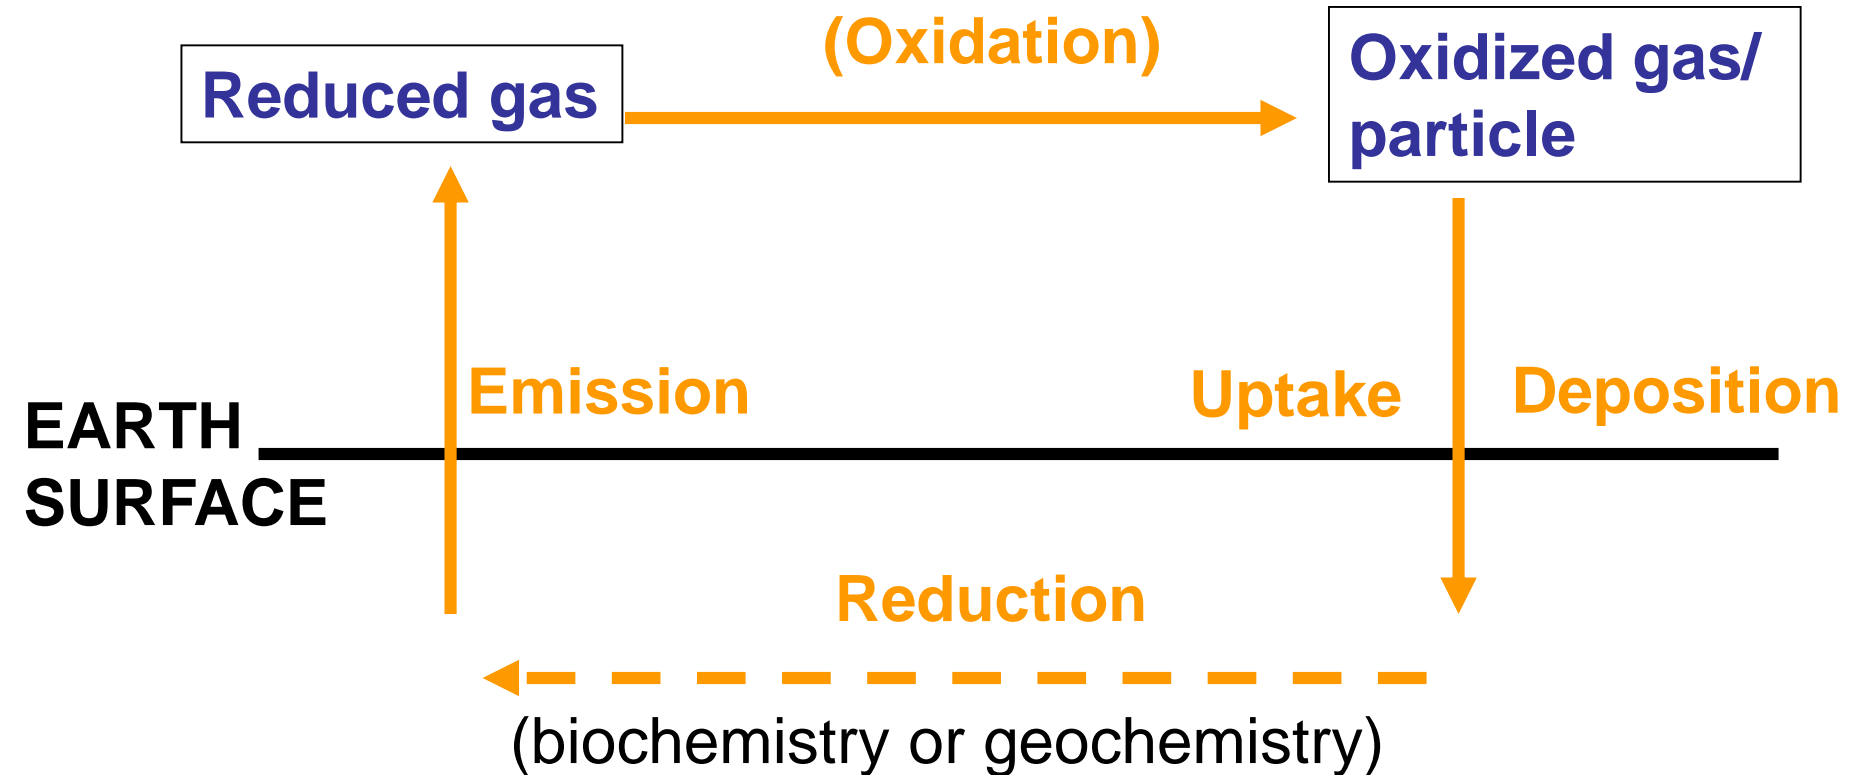 (Oxidation)
Reduced gas
Oxidized gas/
particle
Emission
Uptake
Deposition
EARTH
SURFACE
Reduction
(biochemistry or geochemistry)